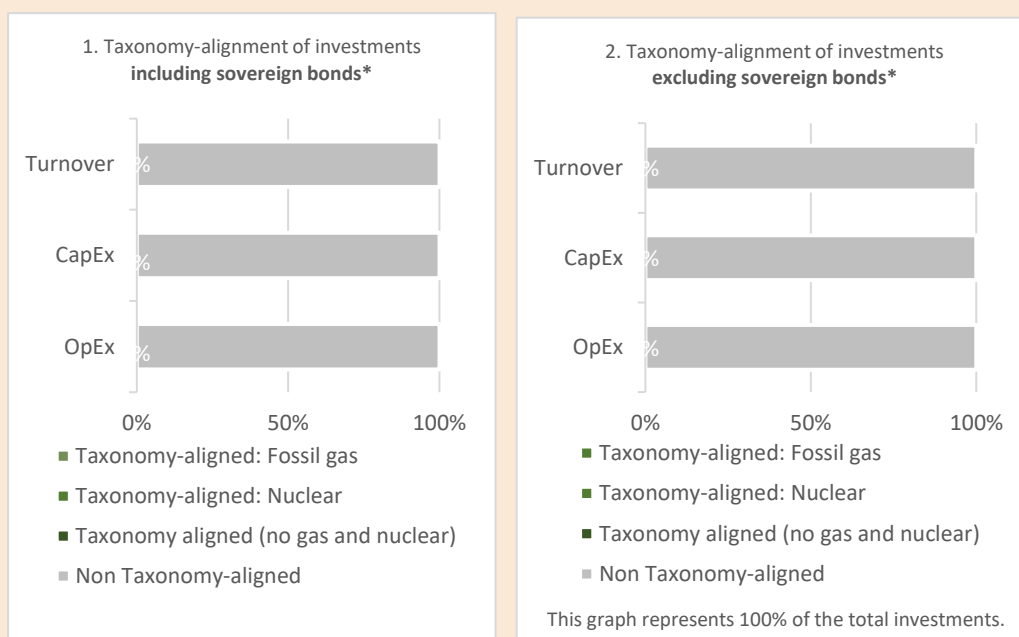 1. Taxonomy-alignment of investments
including sovereign bonds*
Turnover
%
CapEx
%
OpEx
%
0% 50% 100%
Taxonomy-aligned: Fossil gas
Taxonomy-aligned: Nuclear
Taxonomy aligned (no gas and nuclear)
Non Taxonomy-aligned
2. Taxonomy-alignment of investments
excluding sovereign bonds*
Turnover
%
CapEx
%
OpEx
%
0% 50% 100%
Taxonomy-aligned: Fossil gas
Taxonomy-aligned: Nuclear
Taxonomy aligned (no gas and nuclear)
Non Taxonomy-aligned
This graph represents 100% of the total investments.